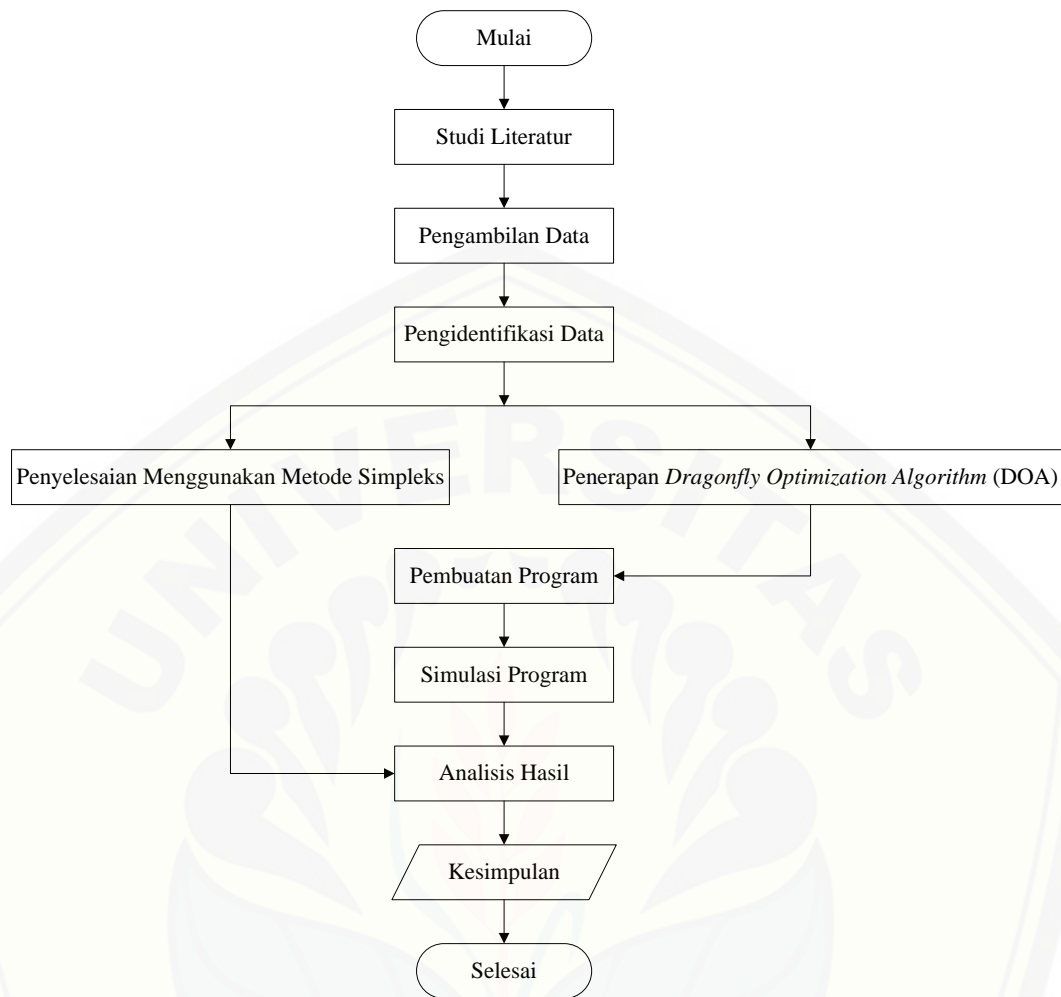 Mulai
Studi Literatur
Pengambilan Data
Pengidentifikasi Data
Penyelesaian Menggunakan Metode Simpleks
Penerapan Dragonfly Optimization Algorithm (DOA)
Pembuatan Program
Simulasi Program
Analisis Hasil
Kesimpulan
Selesai
UNIVERSITAS